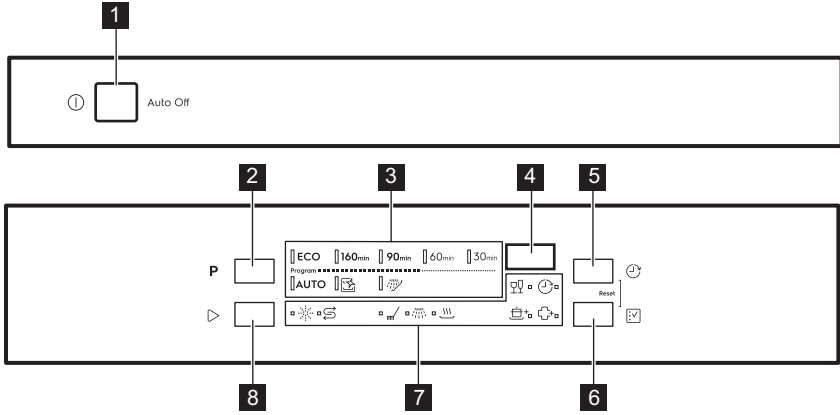 1
Auto Off
2 3 4 5
P
ECO 160min 90min 60min 30min
Program
AUTO
Reset
8 7 6